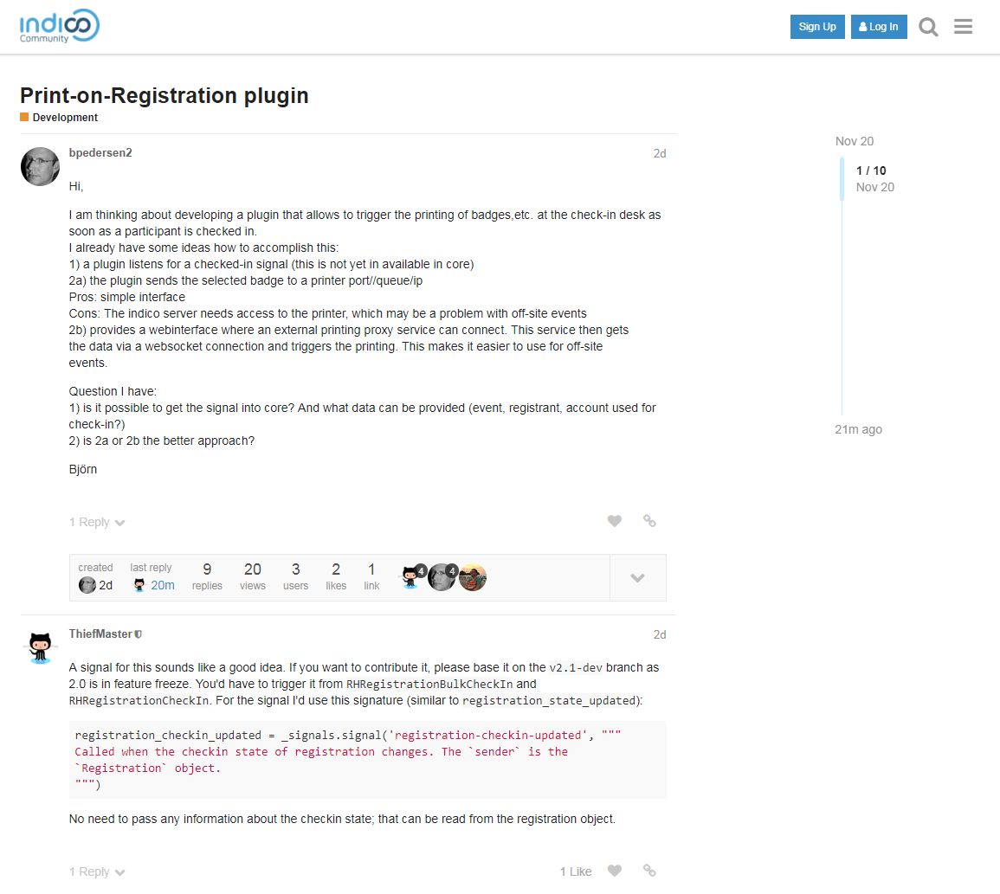 indico
Community
Sign Up
Log In
Print-on-Registration plugin
Development
bpedersen2
2d
Hi,
I am thinking about developing a plugin that allows to trigger the printing of badges,etc. at the check-in desk as
soon as a participant is checked in.
I already have some ideas how to accomplish this:
1) a plugin listens for a checked-in signal (this is not yet in available in core)
2a) the plugin sends the selected badge to a printer port//queue/ip
Pros: simple interface
Cons: The indico server needs access to the printer, which may be a problem with off-site events
2b) provides a webinterface where an external printing proxy service can connect. This service then gets
the data via a websocket connection and triggers the printing. This makes it easier to use for off-site
events.
Question I have:
1) is it possible to get the signal into core? And what data can be provided (event, registrant, account used for
check-in?)
2) is 2a or 2b the better approach?
Björn
1 Reply
created
2d
last reply
20m
9
replies
20
views
3
users
2
likes
1
link
4
4
ThiefMaster
2d
A signal for this sounds like a good idea. If you want to contribute it, please base it on the v2.1-dev branch as
2.0 is in feature freeze. You'd have to trigger it from RHRegistrationBulkCheckIn and
RHRegistrationCheckIn. For the signal I'd use this signature (similar to registration_state_updated):
registration_checkin_updated = _signals.signal('registration-checkin-updated', """
Called when the checkin state of registration changes. The `sender` is the
`Registration` object.
""")
No need to pass any information about the checkin state; that can be read from the registration object.
1 Reply
1 Like
Nov 20
1 / 10
Nov 20
21m ago